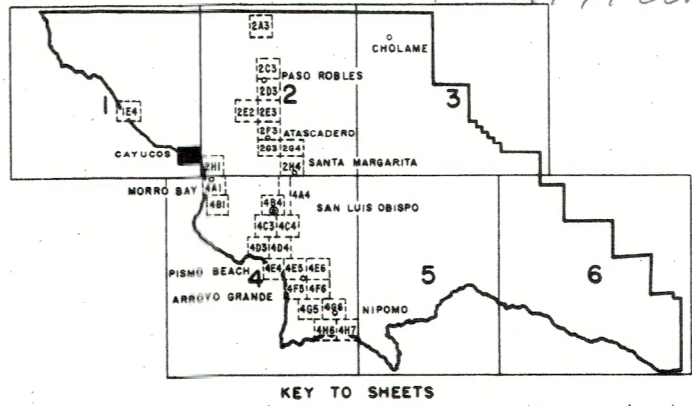 2A3
CHOLAME
2C3
PASO ROBLES
2D3
2
3
1
1E4
2E2 2E3
2F3
ATASCADERO
CAYUCOS
2G3 2G4
2H1
2H4
SANTA MARGARITA
MORRO BAY
4A1
4A4
4B1
4B4
SAN LUIS OBISPO
4C3 4C4
4D3 4D4
PISMO BEACH
4
4E4 4E5 4E6
5
6
ARROYO GRANDE
4F5 4F6
4G5 4G6
NIPOMO
4H6 4H7
KEY TO SHEETS